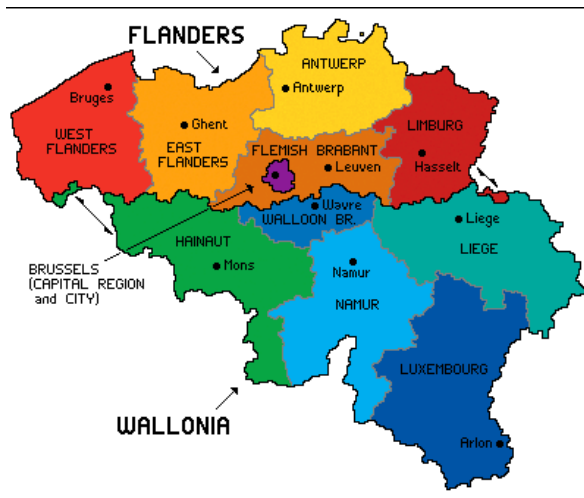 FLANDERS
ANTWERP
Antwerp
Bruges
WEST
FLANDERS
Ghent
EAST
FLANDERS
LIMBURG
Hasselt
FLEMISH BRABANT
Leuven
Wavre
WALLOON BR.
Liege
LIEGE
HAINAUT
Mons
BRUSSELS
(CAPITAL REGION
and CITY)
Namur
NAMUR
LUXEMBOURG
Arlon
WALLONIA